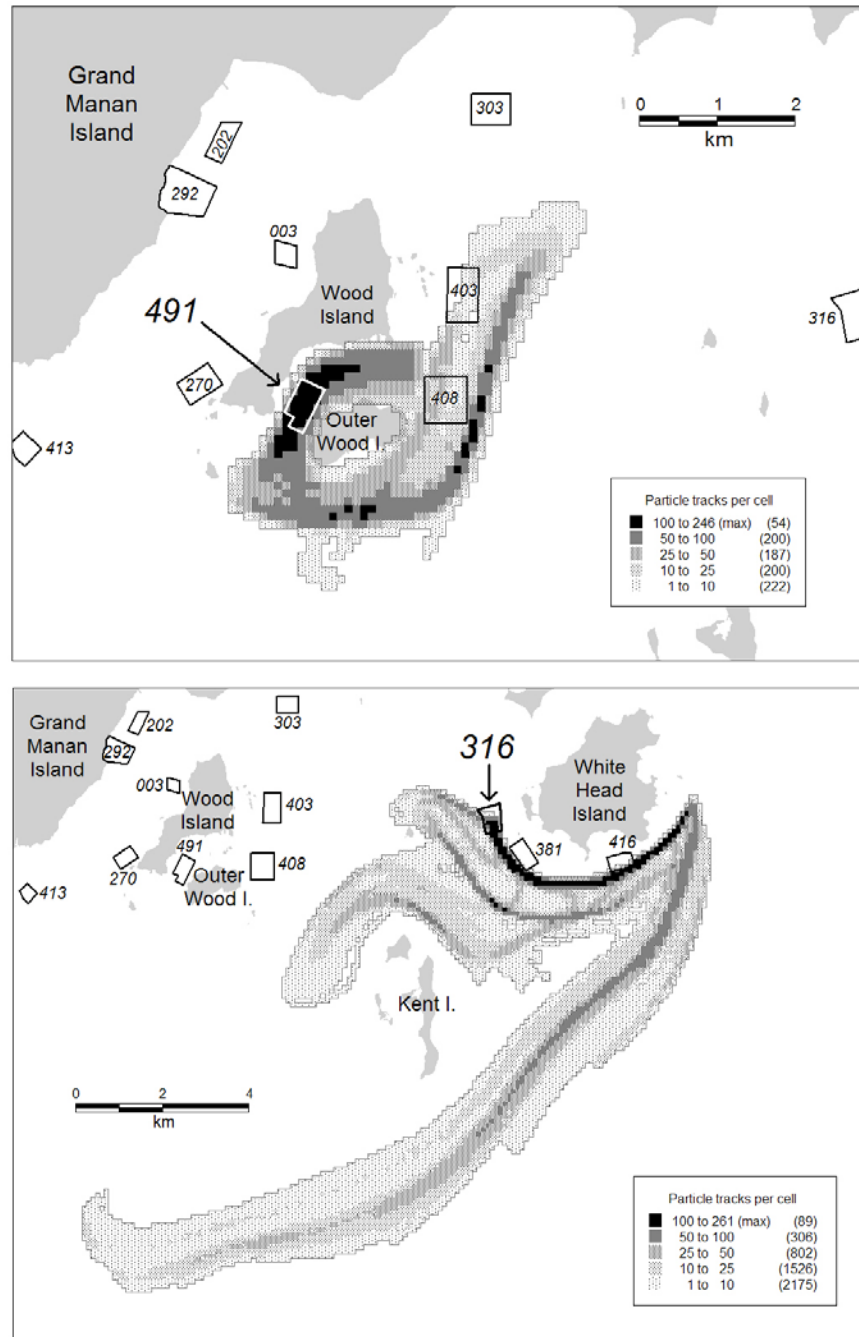 Grand
Manan
Island
303
0 1 2
km
202
292
003
491
Wood
Island
403
316
270
408
Outer
Wood I.
413
Particle tracks per cell
100 to 246 (max) (54)
50 to 100 (200)
25 to 50 (187)
10 to 25 (200)
1 to 10 (222)
Grand
Manan
Island
202
303
292
316
White
Head
Island
003
Wood
Island
403
491
381
416
270
408
Outer
Wood I.
413
Kent I.
0 2 4
km
Particle tracks per cell
100 to 261 (max) (89)
50 to 100 (306)
25 to 50 (802)
10 to 25 (1526)
1 to 10 (2175)